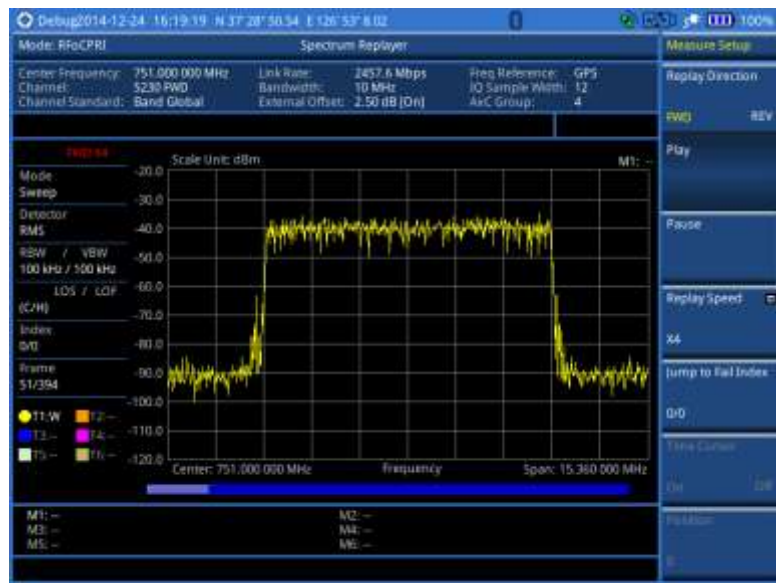 Debug2014-12-24 16:19:19 N 37° 28' 50.54 E 126° 53' 8.02
100%
Mode: RFoCPRI
Spectrum Replayer
Measure Setup
Center Frequency: 751.000 000 MHz
Link Rate: 2457.6 Mbps
Freq Reference: GPS
Channel: 5230 FWD
Bandwidth: 10 MHz
IQ Sample Width: 12
Channel Standard: Band Global
External Offset: 2.50 dB [On]
AxC Group: 4
Replay Direction
FWD REV
Play
Pause
Replay Speed
X4
Jump to Fail Index
0/0
Time Cursor
On Off
Position
Mode
Sweep
Detector
RMS
RBW / VBW
100 kHz / 100 kHz
LOS / LOF
(C/H)
Index
0/0
Frame
51/394
T1:W T2:--
T3:-- T4:--
T5:-- T6:--
Scale Unit: dBm
M1: --
-20.0
-30.0
-40.0
-50.0
-60.0
-70.0
-80.0
-90.0
-100.0
-110.0
-120.0
Center: 751.000 000 MHz
Frequency
Span: 15.360 000 MHz
M1: --
M2: --
M3: --
M4: --
M5: --
M6: --